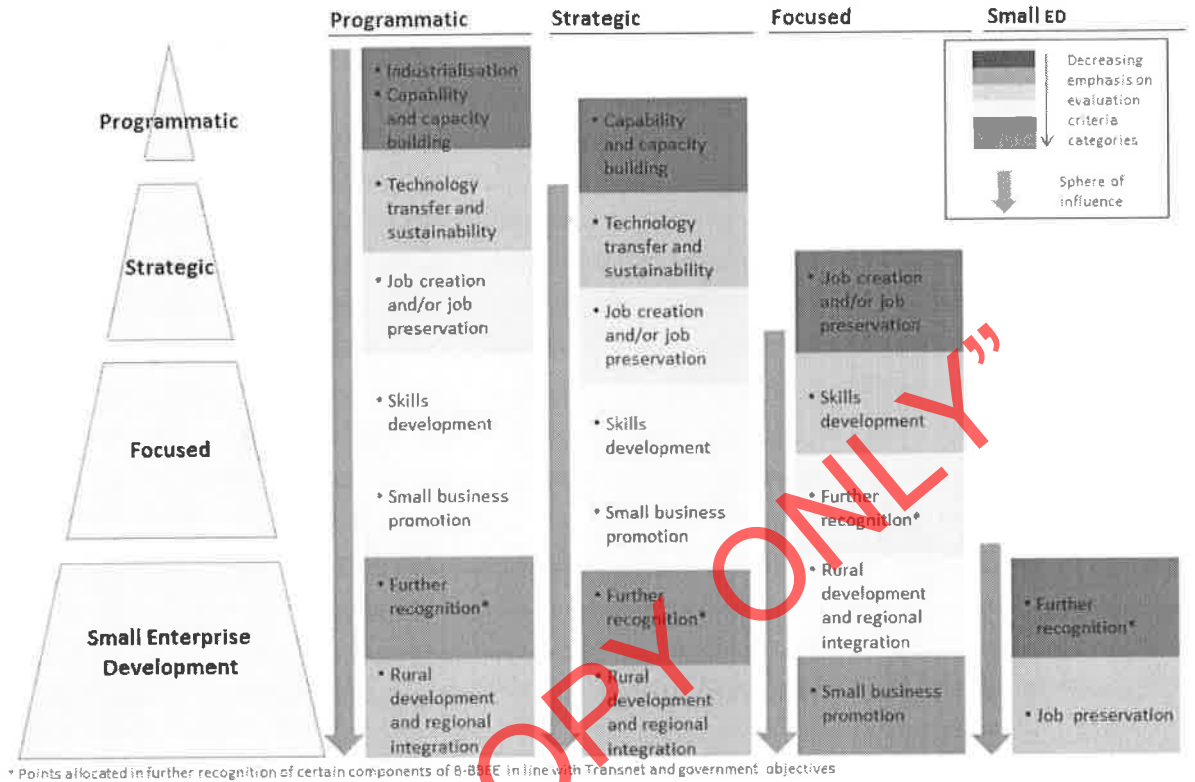 Programmatic
Strategic
Focused
Small ED
Decreasing
emphasis on
evaluation
criteria
categories
Sphere of
influence
Programmatic
Strategic
Focused
Small Enterprise
Development
• Industrialisation
• Capability
and capacity
building
• Technology
transfer and
sustainability
• Job creation
and/or job
preservation
• Skills
development
• Small business
promotion
• Further
recognition*
• Rural
development
and regional
integration
• Capability
and capacity
building
• Technology
transfer and
sustainability
• Job creation
and/or job
preservation
• Skills
development
• Small business
promotion
• Further
recognition*
• Rural
development
and regional
integration
• Job creation
and/or job
preservation
• Skills
development
• Further
recognition*
• Rural
development
and regional
integration
• Small business
promotion
• Further
recognition*
• Job preservation
OPY ONLY”
* Points allocated in further recognition of certain components of B-BBEE in line with Transnet and government objectives